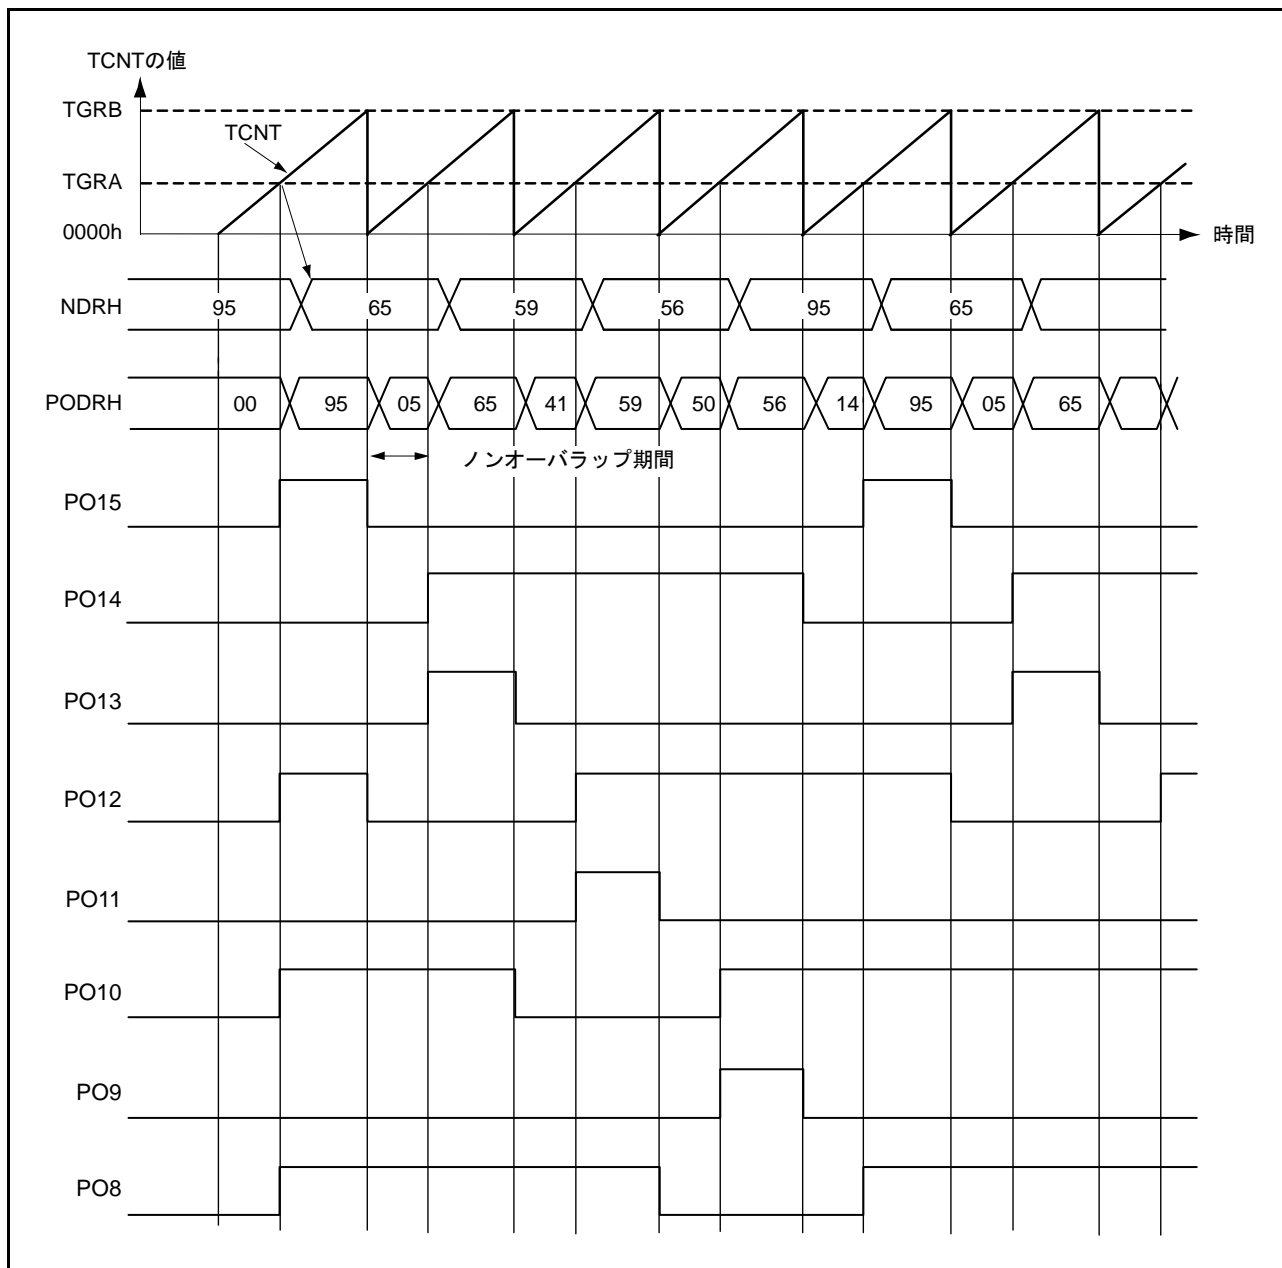 TCNTの値
TGRB
TCNT
TGRA
0000h
時間
NDRH 95 65 59 56 95 65
PODRH 00 95 05 65 41 59 50 56 14 95 05 65
ノンオーバラップ期間
PO15
PO14
PO13
PO12
PO11
PO10
PO9
PO8